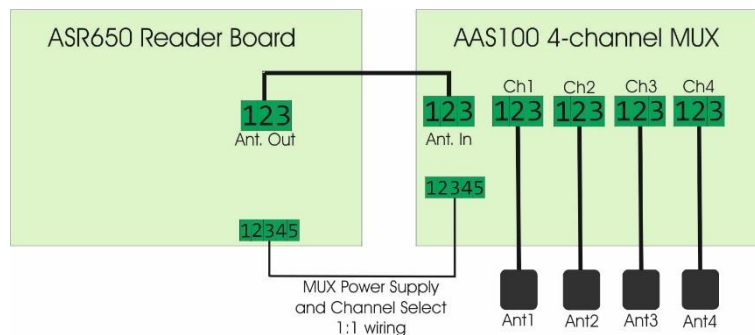 ASR650 Reader Board
AAS100 4-channel MUX
Ch1 Ch2 Ch3 Ch4
123 123 123 123 123 123
Ant. Out
Ant. In
12345
12345
MUX Power Supply
and Channel Select
1:1 wiring
Ant1 Ant2 Ant3 Ant4